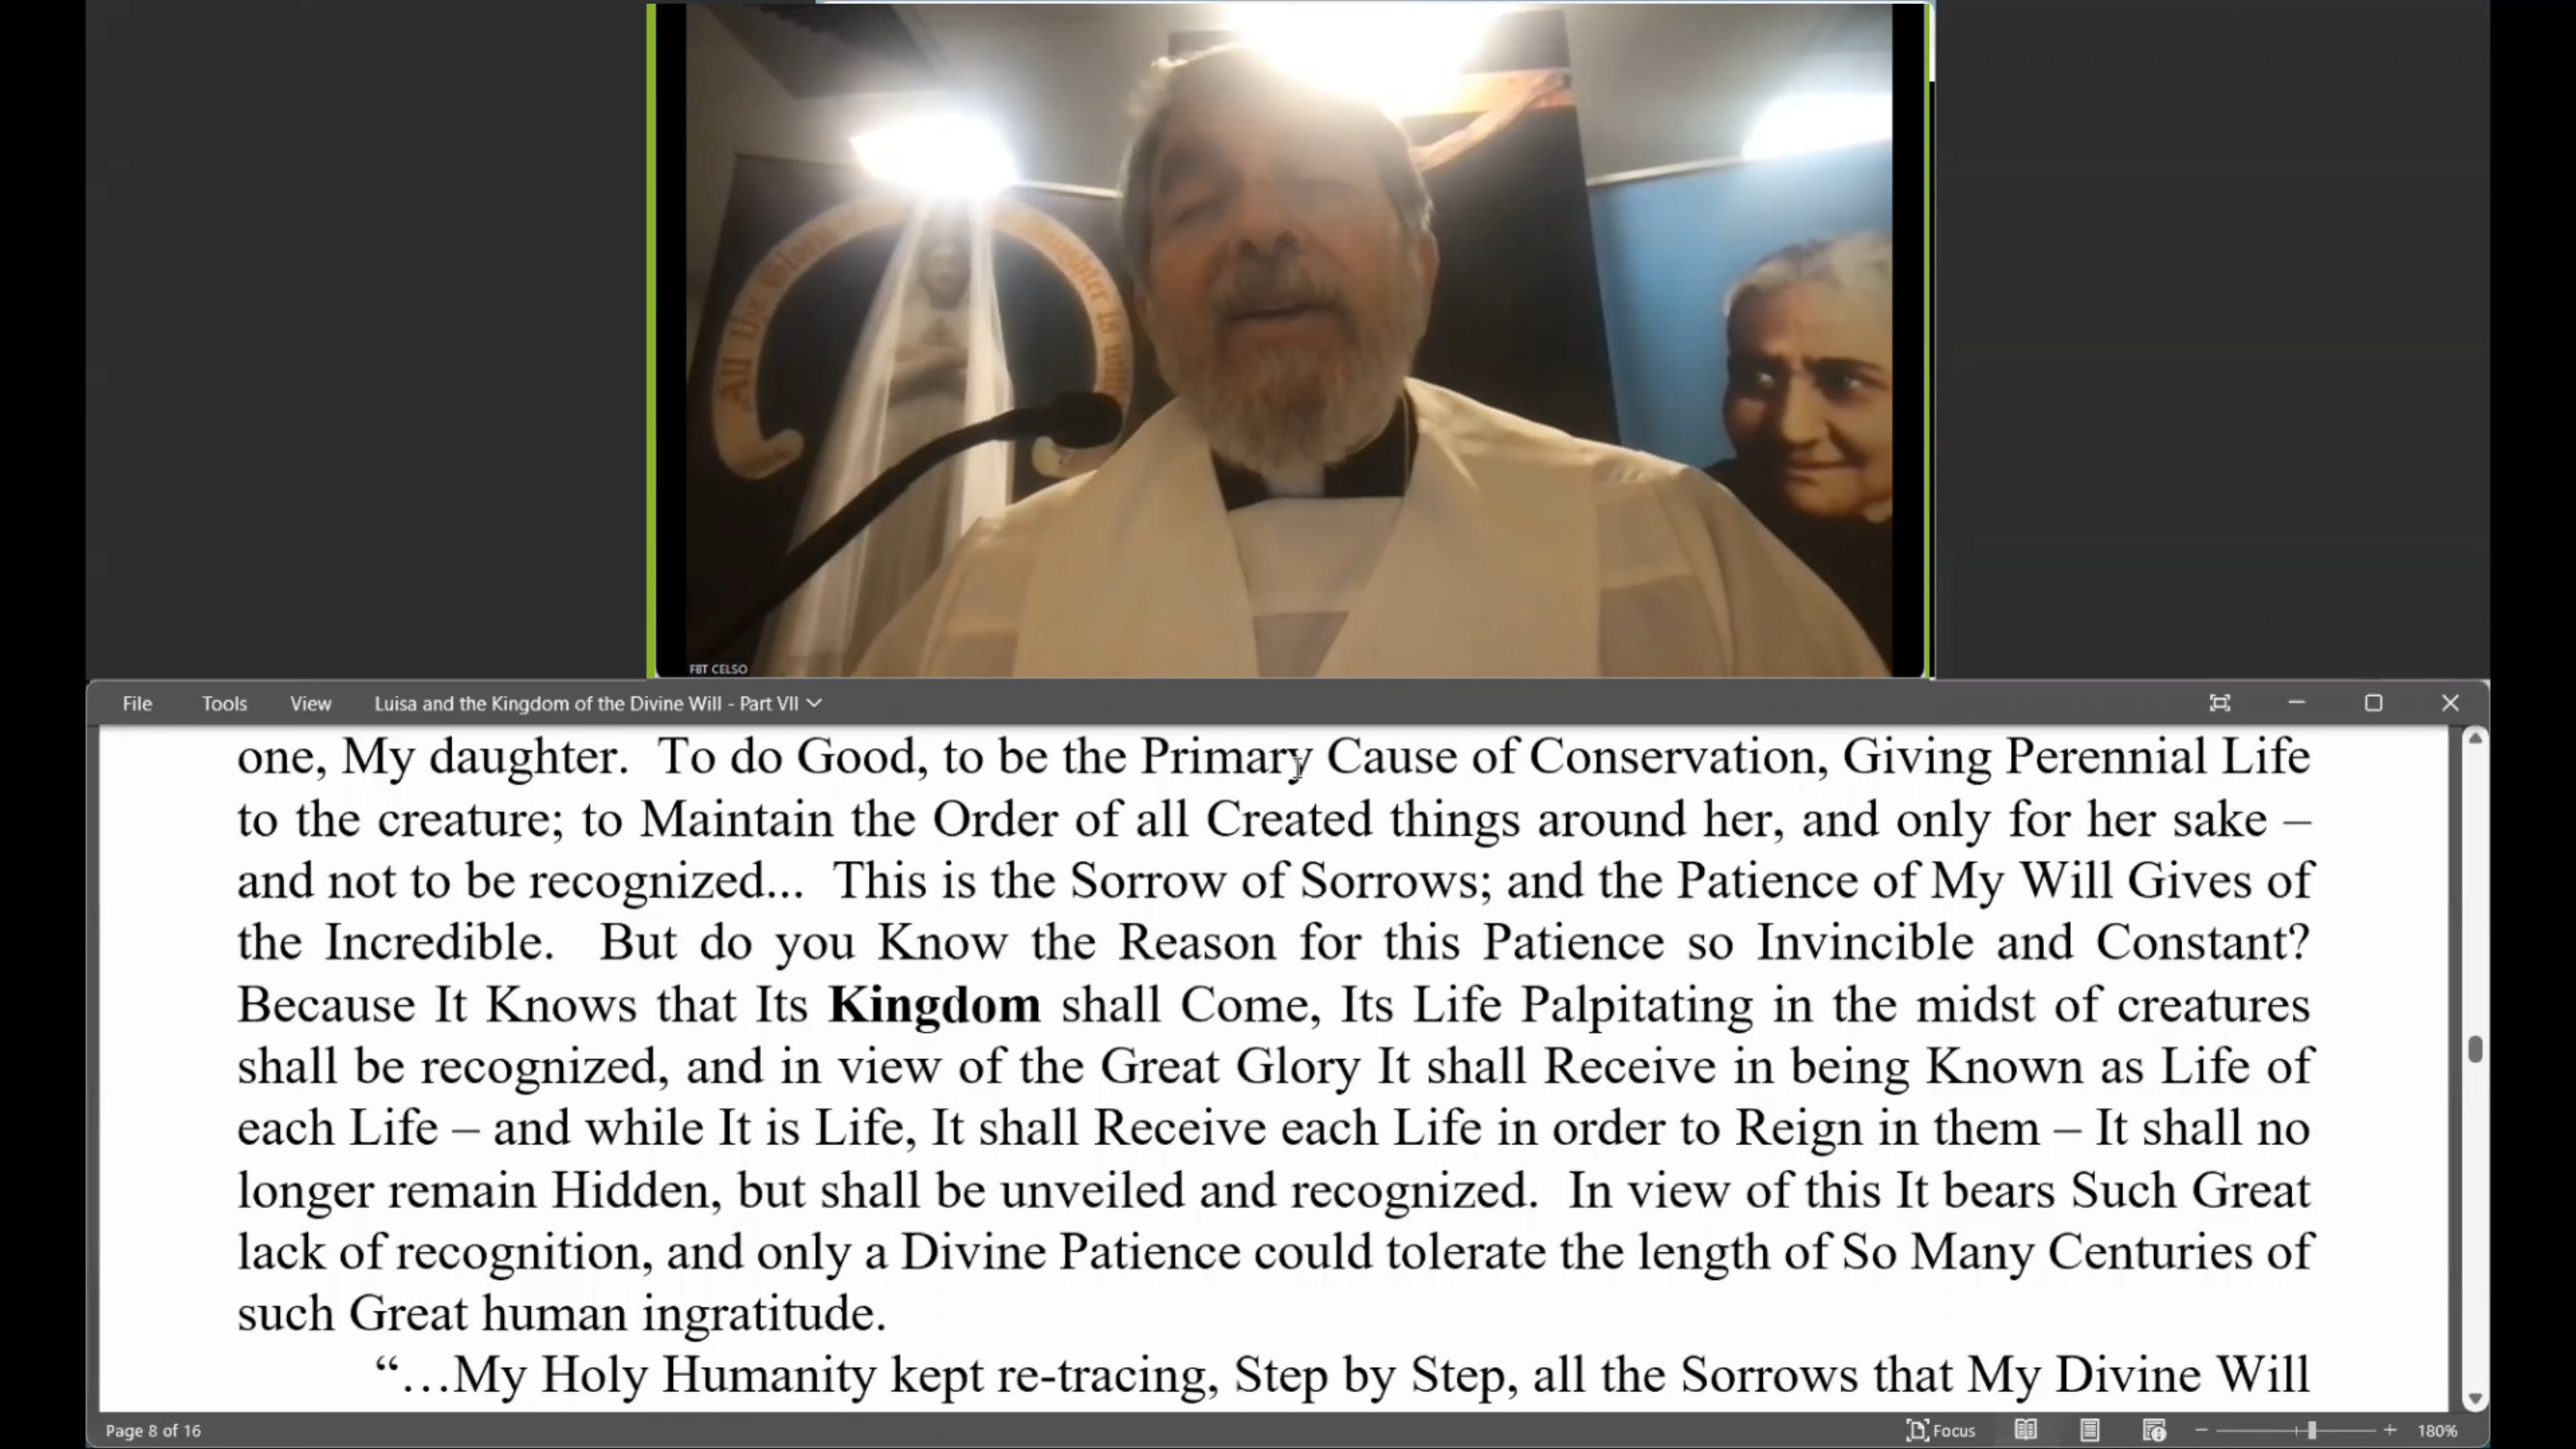 All the Glory
Daughter is with
FBT CELSO
File Tools View Luisa and the Kingdom of the Divine Will - Part VII
one, My daughter. To do Good, to be the Primary Cause of Conservation, Giving Perennial Life
to the creature; to Maintain the Order of all Created things around her, and only for her sake –
and not to be recognized... This is the Sorrow of Sorrows; and the Patience of My Will Gives of
the Incredible. But do you Know the Reason for this Patience so Invincible and Constant?
Because It Knows that Its Kingdom shall Come, Its Life Palpitating in the midst of creatures
shall be recognized, and in view of the Great Glory It shall Receive in being Known as Life of
each Life – and while It is Life, It shall Receive each Life in order to Reign in them – It shall no
longer remain Hidden, but shall be unveiled and recognized. In view of this It bears Such Great
lack of recognition, and only a Divine Patience could tolerate the length of So Many Centuries of
such Great human ingratitude.
“…My Holy Humanity kept re-tracing, Step by Step, all the Sorrows that My Divine Will
Page 8 of 16 Focus 180%